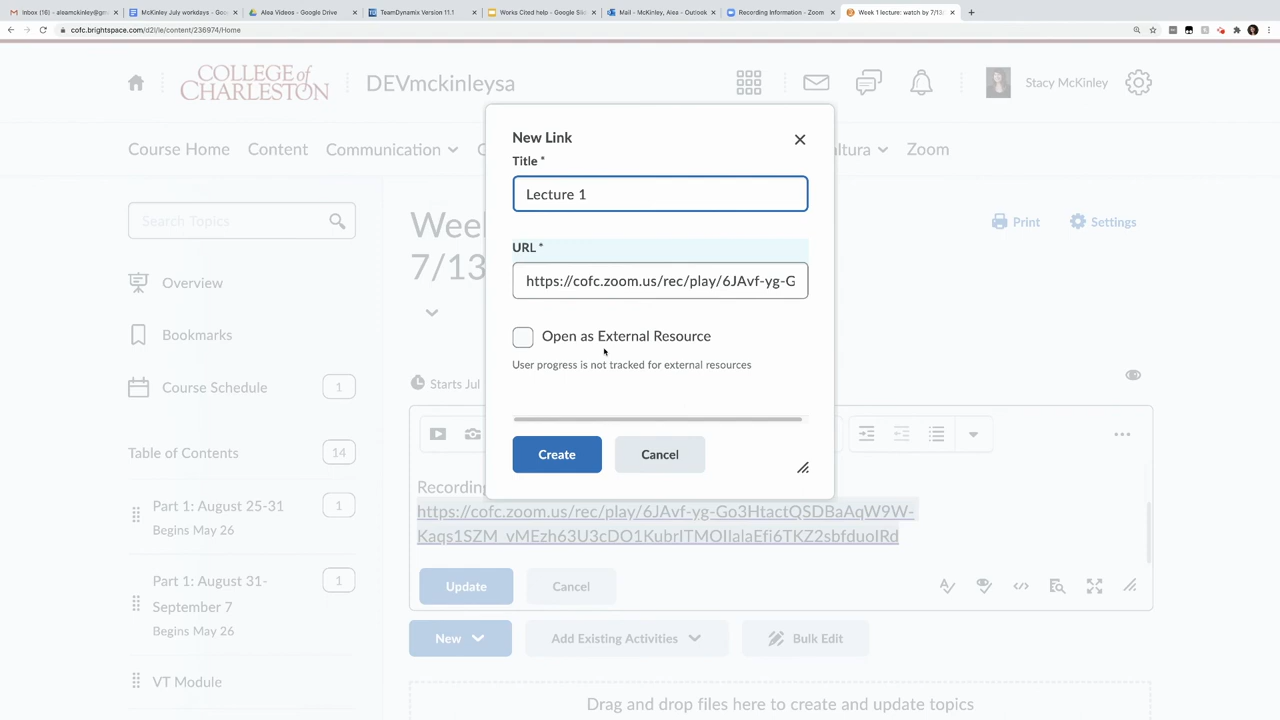 Inbox (16) - aleamckinley@gm
McKinley July workdays - Goo
Alea Videos - Google Drive
TeamDynamix Version 11.1
Works Cited help - Google Slid
Mail - McKinley, Alea - Outlook
Recording Information - Zoom
Week 1 lecture: watch by 7/13
cofc.brightspace.com/d2l/le/content/236974/Home
COLLEGE of
CHARLESTON
DEVmckinleysa
Stacy McKinley
Course Home
Content
Communication
ltura
Zoom
Search Topics
Overview
Bookmarks
Course Schedule
1
Table of Contents
14
Part 1: August 25-31
1
Begins May 26
Part 1: August 31-
September 7
1
Begins May 26
VT Module
Week
7/13
Print
Settings
Starts Jul
New Link
Title *
Lecture 1
URL *
https://cofc.zoom.us/rec/play/6JAvf-yg-G
Open as External Resource
User progress is not tracked for external resources
Create
Cancel
Recording
https://cofc.zoom.us/rec/play/6JAvf-yg-Go3HtactQSDBaAqW9W-
Kaqs1SZM_vMEzh63U3cDO1KubrITMOIlalaEfi6TKZ2sbfduoIRd
Update
Cancel
New
Add Existing Activities
Bulk Edit
Drag and drop files here to create and update topics